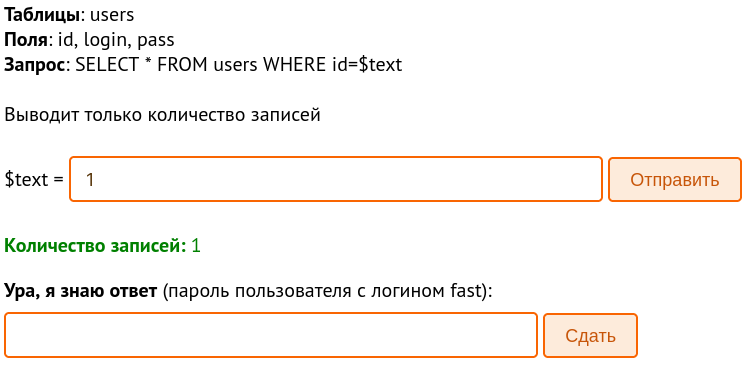 Таблицы: users
Поля: id, login, pass
Запрос: SELECT * FROM users WHERE id=$text
Выводит только количество записей
$text = 1 Отправить
Количество записей: 1
Ура, я знаю ответ (пароль пользователя с логином fast):
Сдать